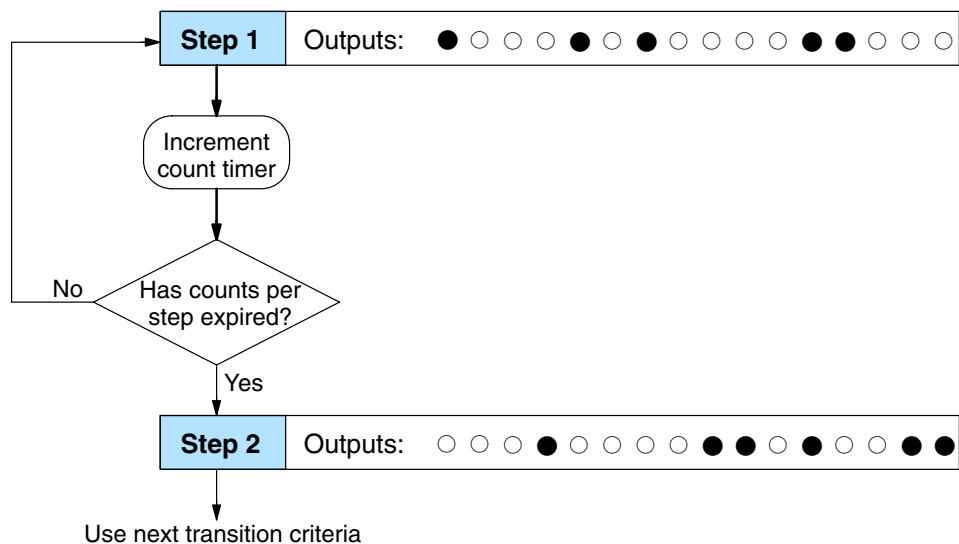 Step 1 Outputs:
Increment
count timer
No
Has counts per
step expired?
Yes
Step 2 Outputs:
Use next transition criteria